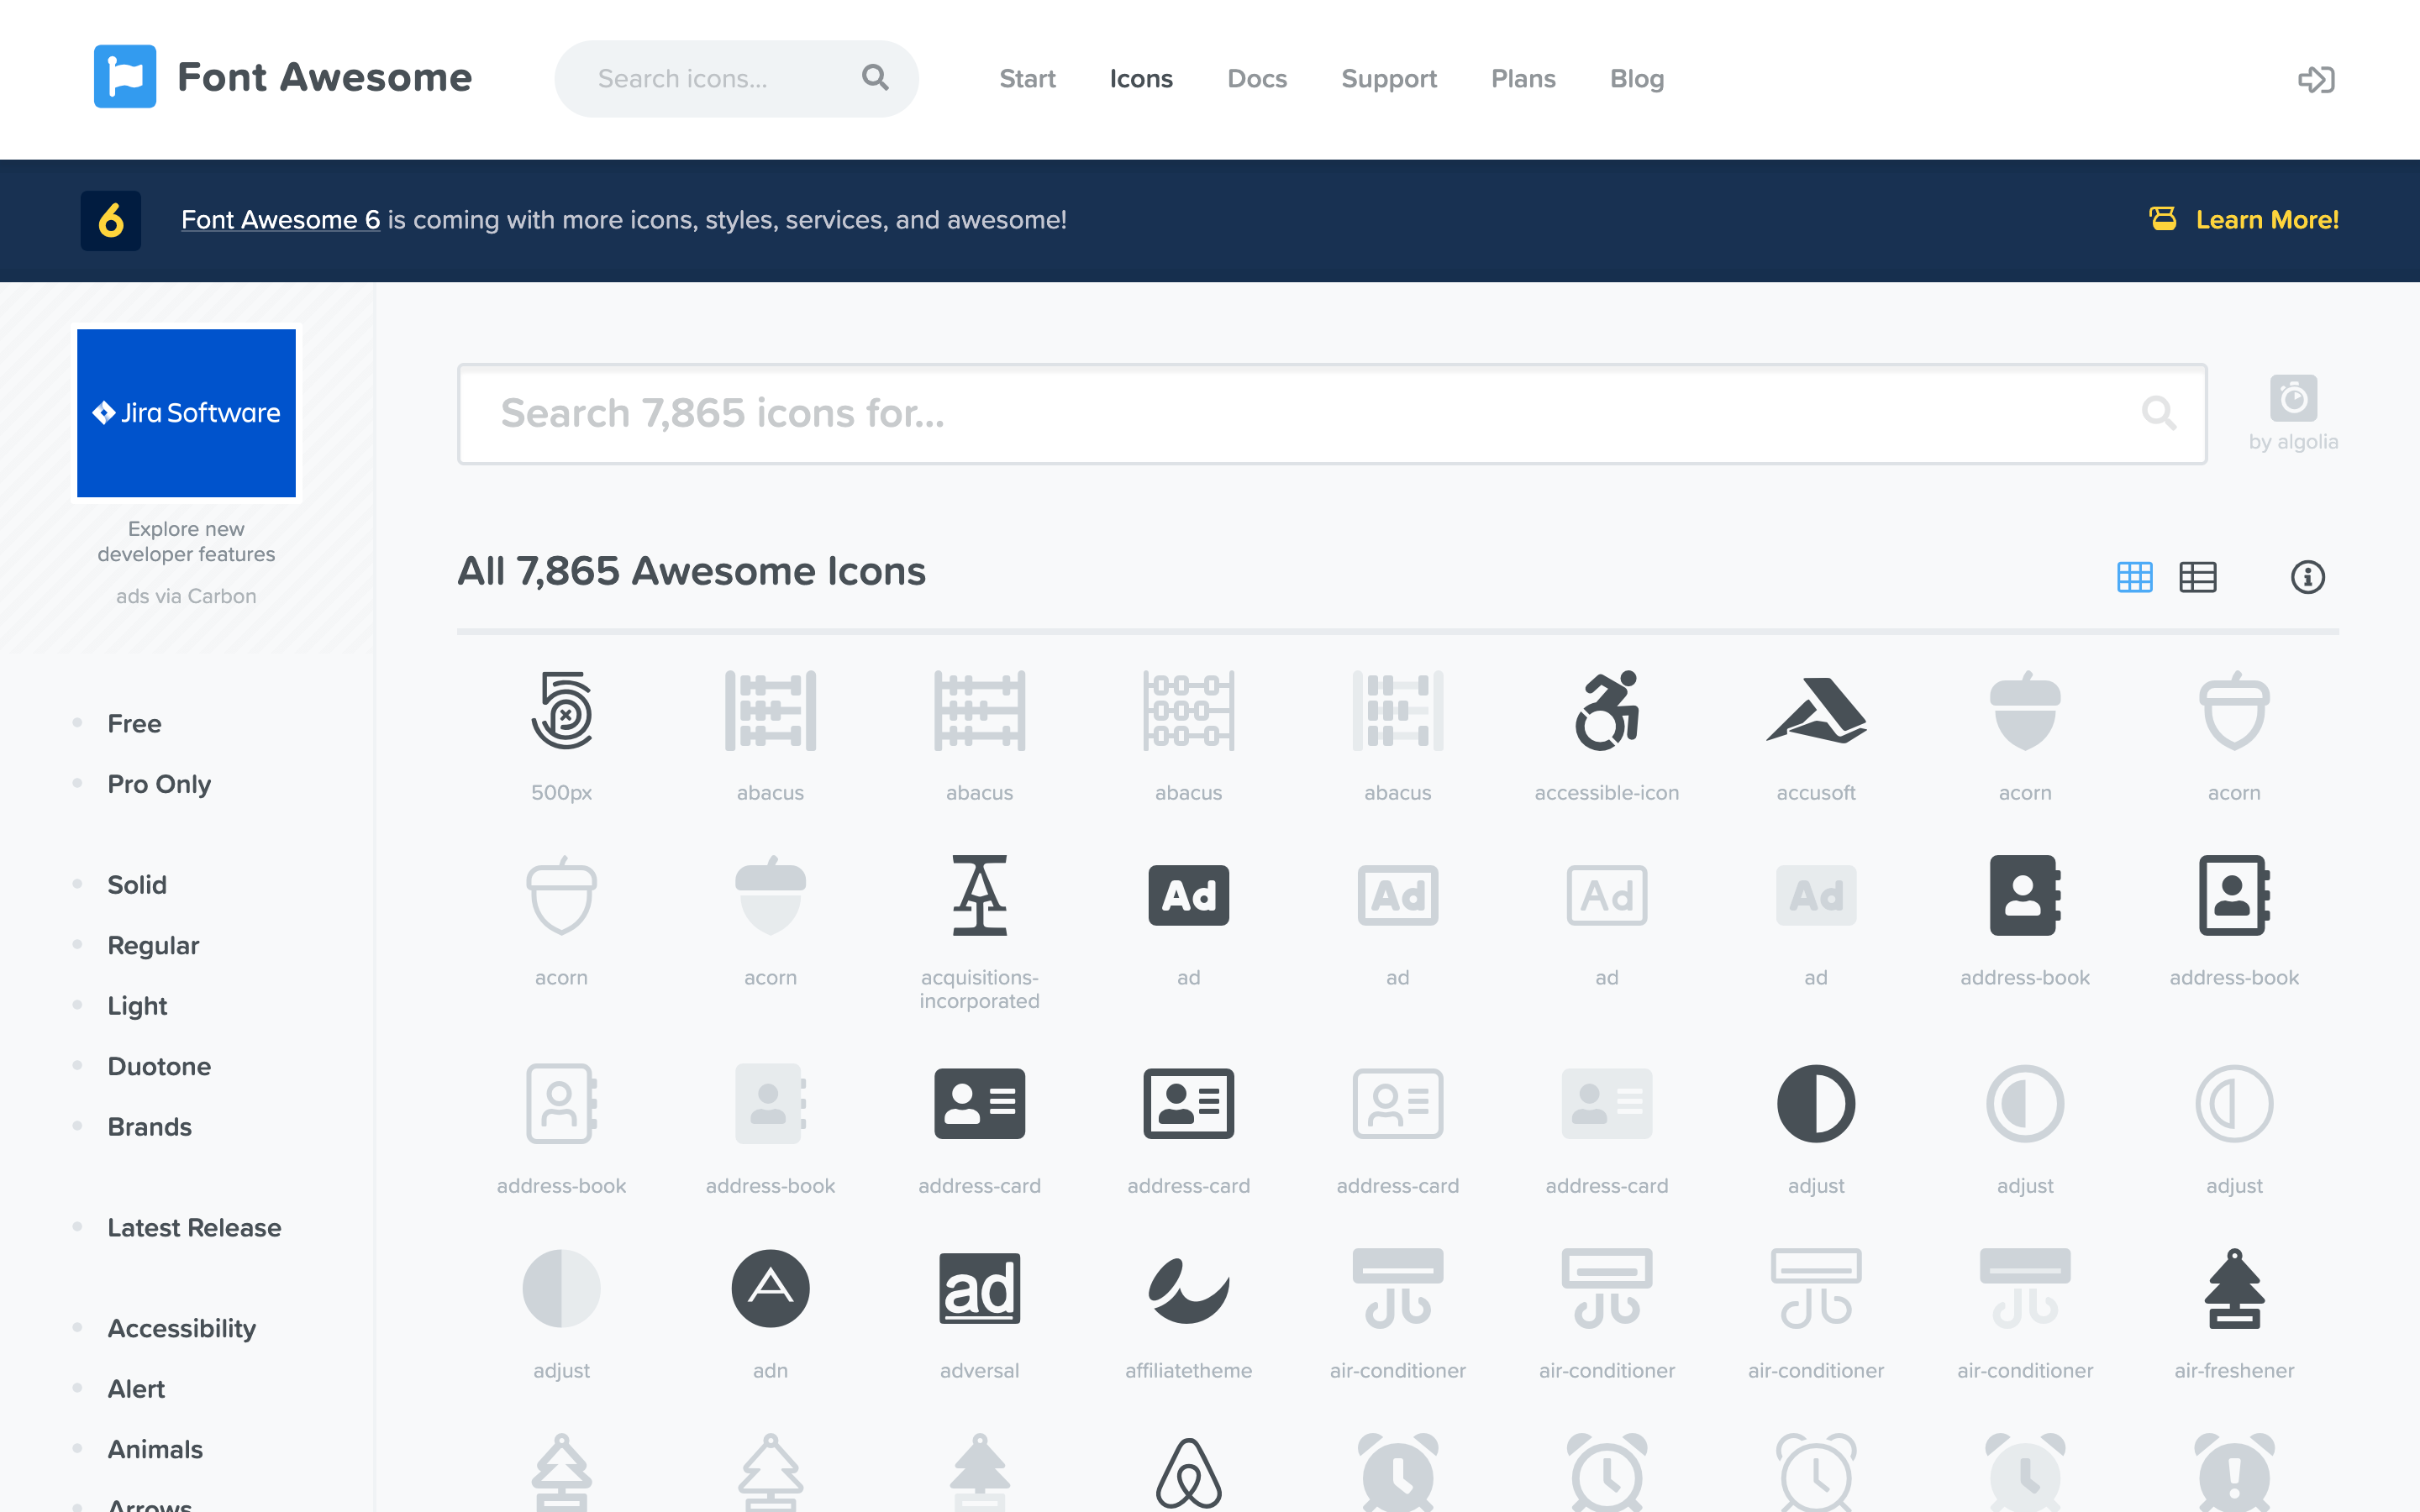 Font Awesome
Search icons...
Start
Icons
Docs
Support
Plans
Blog
6
Font Awesome 6 is coming with more icons, styles, services, and awesome!
Learn More!
Jira Software
Explore new
developer features
ads via Carbon
Free
Pro Only
Solid
Regular
Light
Duotone
Brands
Latest Release
Accessibility
Alert
Animals
Arrows
Search 7,865 icons for...
by algolia
All 7,865 Awesome Icons
500px
abacus
abacus
abacus
abacus
accessible-icon
accusoft
acorn
acorn
Ad
Ad
Ad
Ad
acorn
acorn
acquisitions-
incorporated
ad
ad
ad
ad
address-book
address-book
address-book
address-book
address-card
address-card
address-card
address-card
adjust
adjust
adjust
ad
adjust
adn
adversal
affiliatetheme
air-conditioner
air-conditioner
air-conditioner
air-conditioner
air-freshener